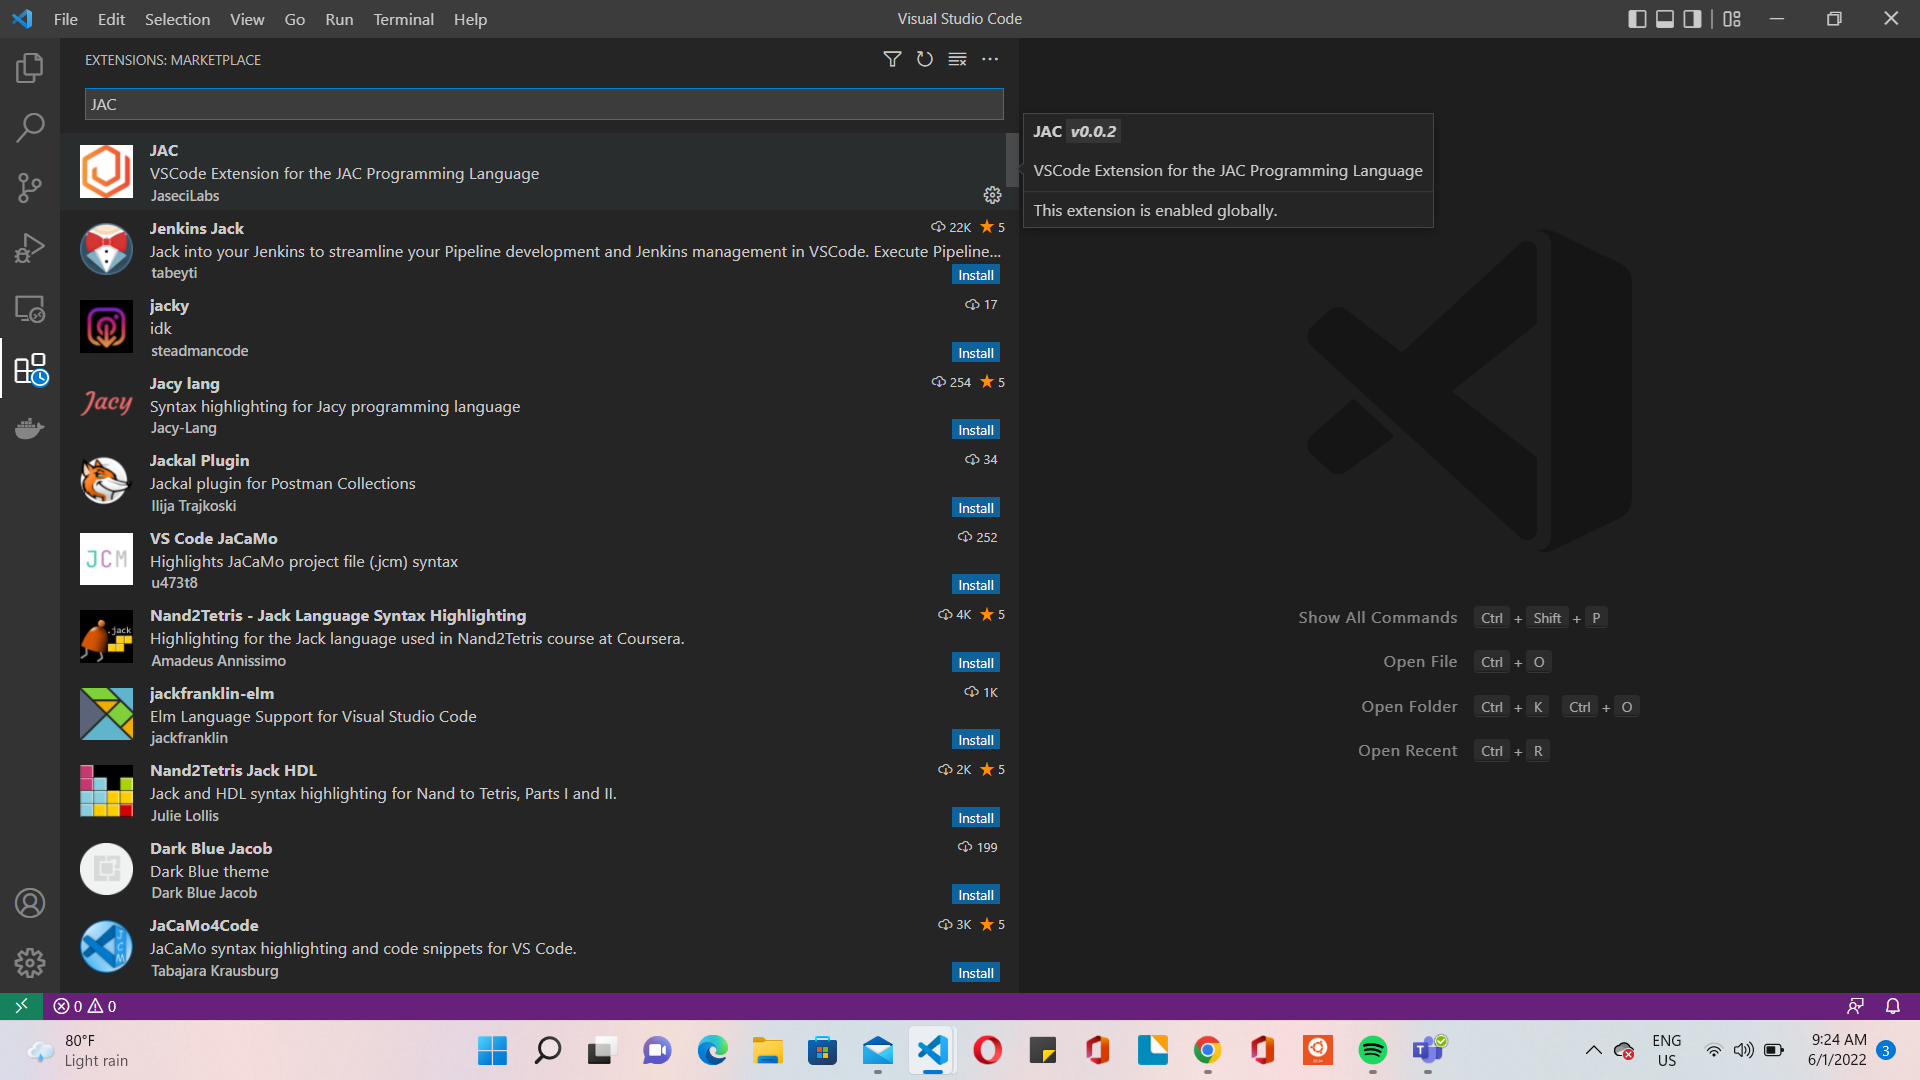 File Edit Selection View Go Run Terminal Help
Visual Studio Code
EXTENSIONS: MARKETPLACE
JAC
JAC
VSCode Extension for the JAC Programming Language
JaseciLabs
Jenkins Jack
22K ★ 5
Jack into your Jenkins to streamline your Pipeline development and Jenkins management in VSCode. Execute Pipeline...
tabeyti
Install
jacky
17
idk
steadmancode
Install
Jacy
Jacy lang
254 ★ 5
Syntax highlighting for Jacy programming language
Jacy-Lang
Install
Jackal Plugin
34
Jackal plugin for Postman Collections
Ilija Trajkoski
Install
JCM
VS Code JaCaMo
252
Highlights JaCaMo project file (.jcm) syntax
u473t8
Install
.jack
Nand2Tetris - Jack Language Syntax Highlighting
4K ★ 5
Highlighting for the Jack language used in Nand2Tetris course at Coursera.
Amadeus Annissimo
Install
jackfranklin-elm
1K
Elm Language Support for Visual Studio Code
jackfranklin
Install
Nand2Tetris Jack HDL
2K ★ 5
Jack and HDL syntax highlighting for Nand to Tetris, Parts I and II.
Julie Lollis
Install
Dark Blue Jacob
199
Dark Blue theme
Dark Blue Jacob
Install
JCM
JaCaMo4Code
3K ★ 5
JaCaMo syntax highlighting and code snippets for VS Code.
Tabajara Krausburg
Install
JAC v0.0.2
VSCode Extension for the JAC Programming Language
This extension is enabled globally.
Show All Commands Ctrl + Shift + P
Open File Ctrl + O
Open Folder Ctrl + K Ctrl + O
Open Recent Ctrl + R
0 0
80°F
Light rain
ENG
US
9:24 AM
6/1/2022
3